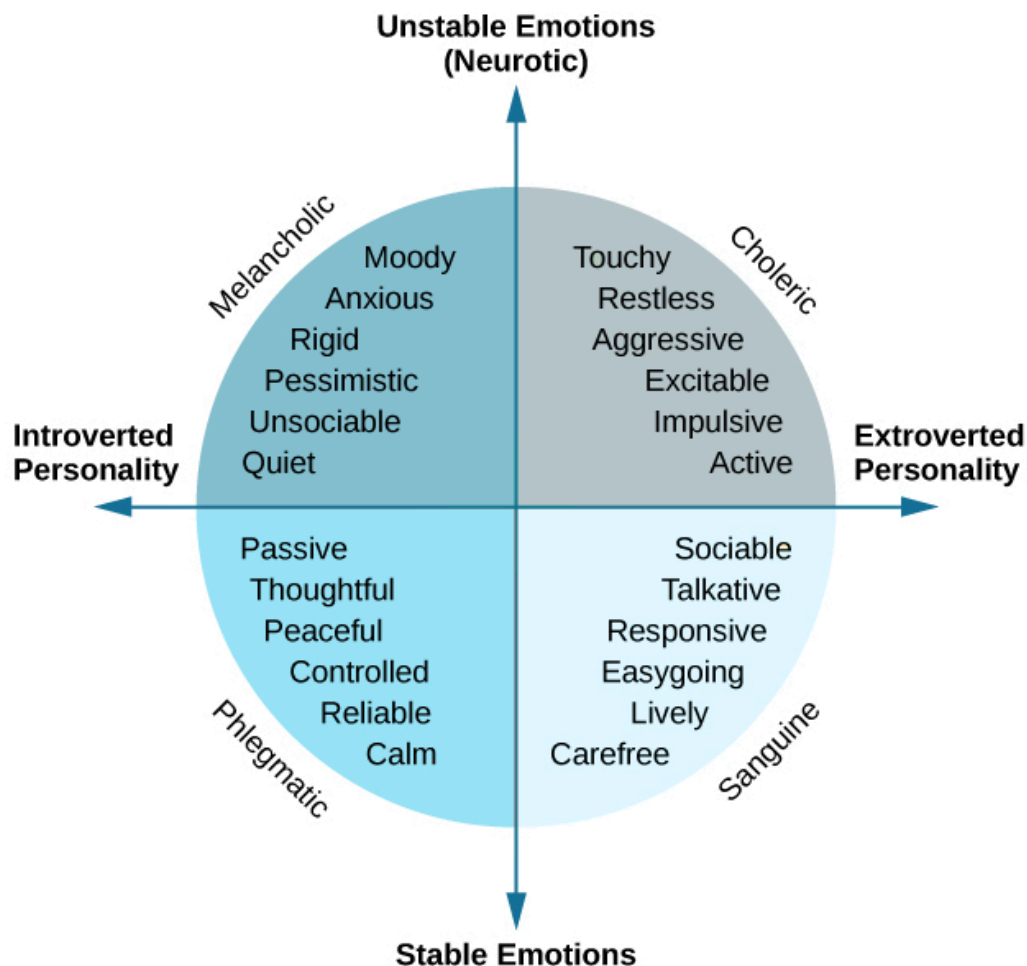 Unstable Emotions
(Neurotic)
Melancholic
Choleric
Moody
Anxious
Rigid
Pessimistic
Unsociable
Quiet
Touchy
Restless
Aggressive
Excitable
Impulsive
Active
Introverted
Personality
Extroverted
Personality
Passive
Thoughtful
Peaceful
Controlled
Reliable
Calm
Sociable
Talkative
Responsive
Easygoing
Lively
Carefree
Phlegmatic
Sanguine
Stable Emotions